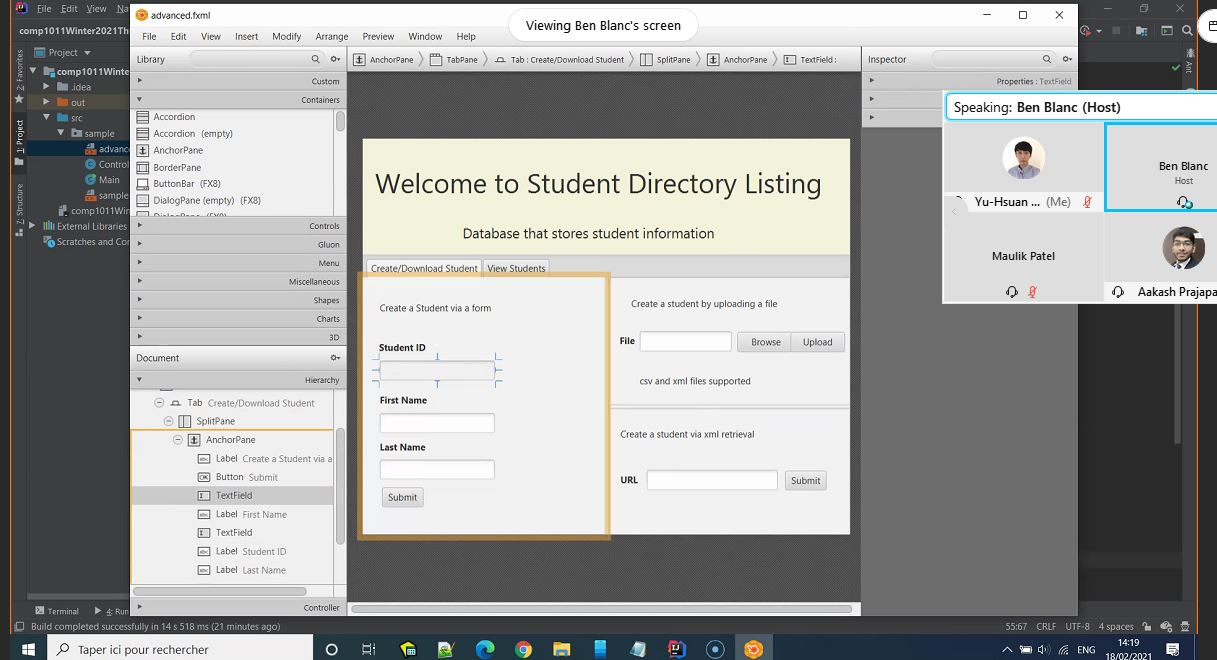 File Edit View Na
advanced.fxml
Viewing Ben Blanc's screen
comp1011Winter2021Th
File Edit View Insert Modify Arrange Preview Window Help
Project
Library
AnchorPane TabPane Tab : Create/Download Student SplitPane AnchorPane TextField :
Inspector
comp1011Winte
Custom
Properties : TextField
.idea
Containers
out
Accordion
src
Accordion (empty)
sample
AnchorPane
advanc
BorderPane
Control
ButtonBar (FX8)
Main
DialogPane (empty) (FX8)
sample
DialogPane (FX8)
comp1011Win
Controls
External Libraries
Gluon
Scratches and Cor
Menu
Miscellaneous
Shapes
Charts
3D
2: Favorites
1: Project
7: Structure
Ant
Speaking: Ben Blanc (Host)
Ben Blanc
Host
Yu-Hsuan ... (Me)
Maulik Patel
Aakash Prajapa
Welcome to Student Directory Listing
Database that stores student information
Create/Download Student View Students
Create a Student via a form
Student ID
First Name
Last Name
Submit
Create a student by uploading a file
File Browse Upload
csv and xml files supported
Create a student via xml retrieval
URL Submit
Document
Hierarchy
Tab Create/Download Student
SplitPane
AnchorPane
Label Create a Student via a
Button Submit
TextField
Label First Name
TextField
Label Student ID
Label Last Name
Controller
Terminal 4: Run
Build completed successfully in 14 s 518 ms (21 minutes ago)
55:67 CRLF UTF-8 4 spaces
Taper ici pour rechercher
ENG
14:19
18/02/2021